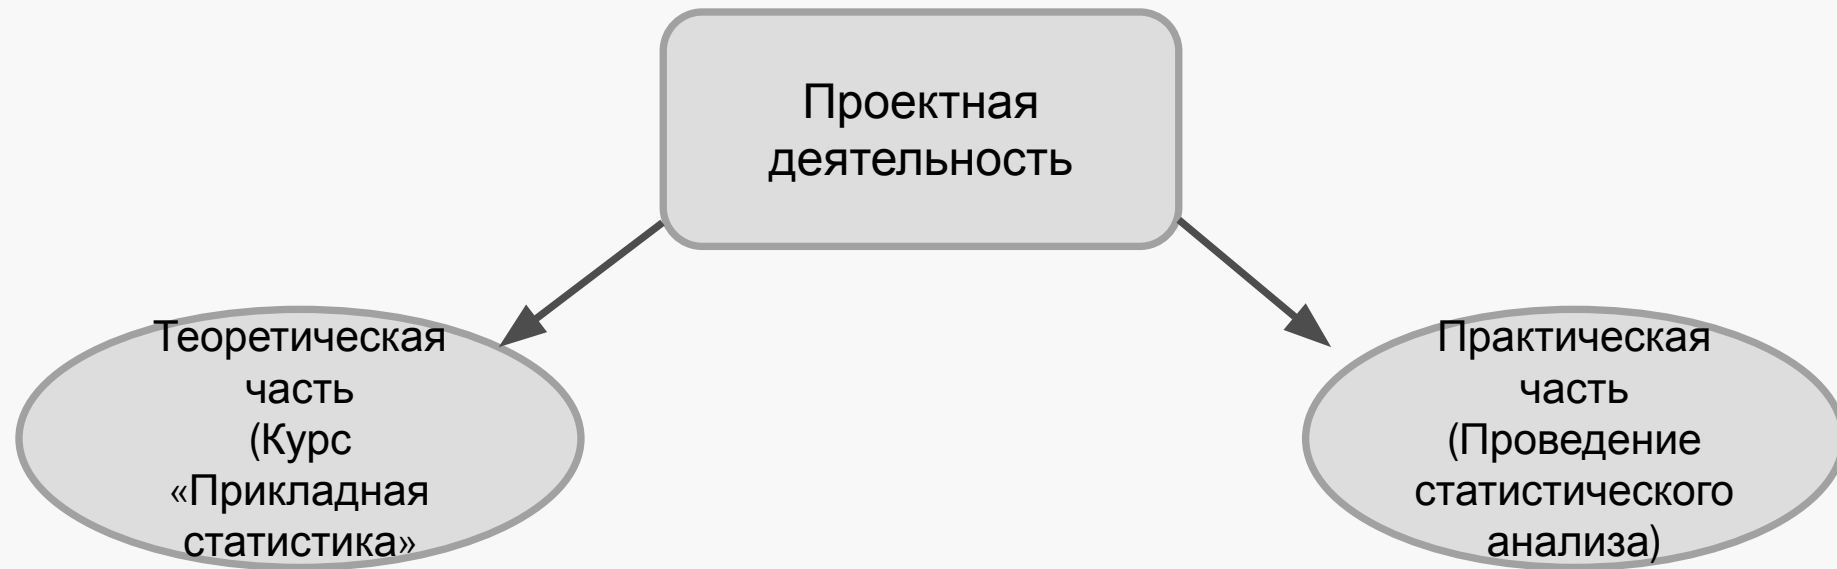 Проектная
деятельность
Теоретическая
часть
(Курс
«Прикладная
статистика»
Практическая
часть
(Проведение
статистического
анализа)